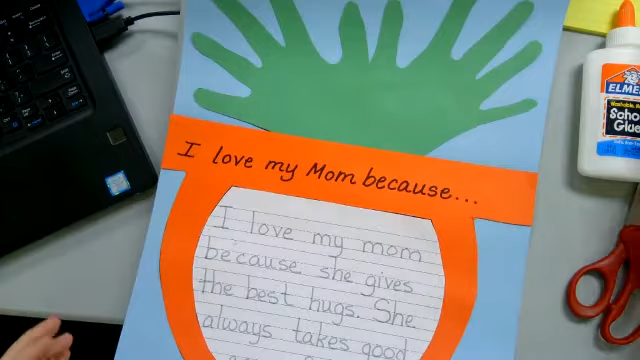 I love my Mom because...
I love my mom
because she gives
the best hugs. She
always takes good
ELMER
School
Glue